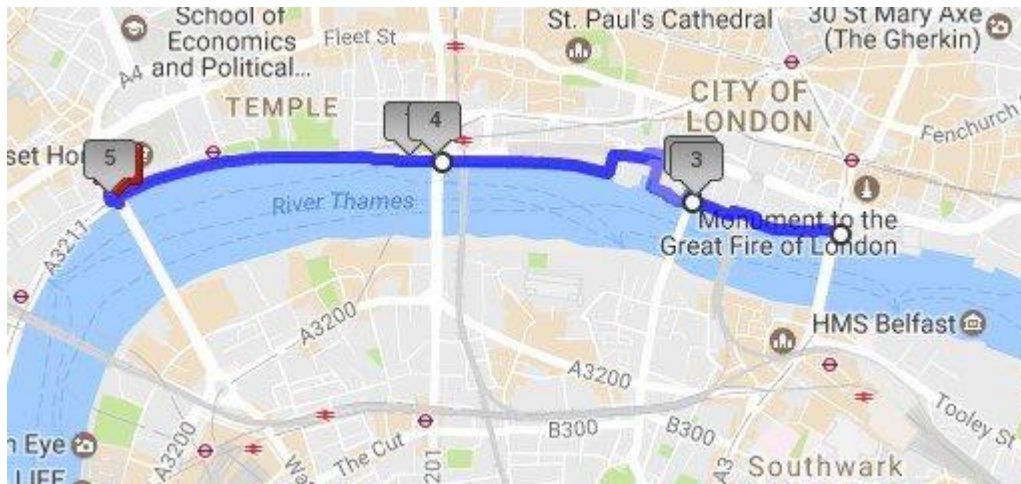 School of
Economics
and Political...
Fleet St
St. Paul's Cathedral
30 St Mary Axe
(The Gherkin)
A4
TEMPLE
CITY OF
LONDON
Fenchurch
4
set Ho
5
3
River Thames
A3211
Monument to the
Great Fire of London
A3200
HMS Belfast
A3200
Tooley St
B300
B300
A3200
The Cut
201
A3
Southwark
n Eye
LIFE